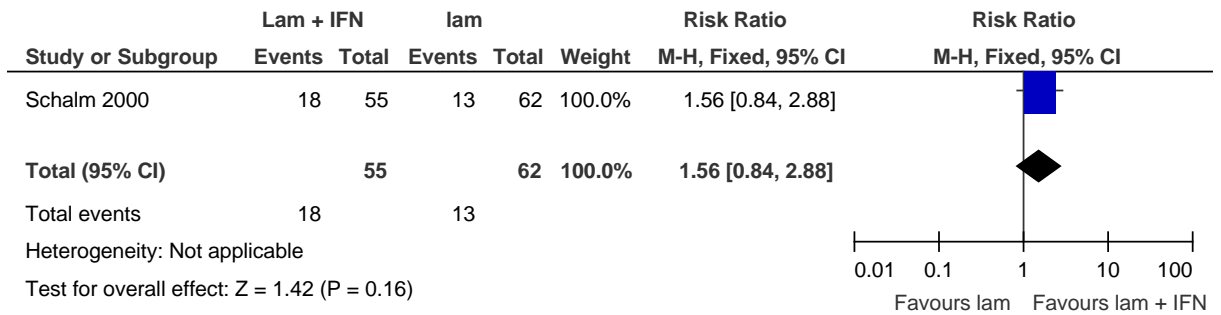 Lam + IFN lam Risk Ratio Risk Ratio
Study or Subgroup Events Total Events Total Weight M-H, Fixed, 95% CI M-H, Fixed, 95% CI
Schalm 2000 18 55 13 62 100.0% 1.56 [0.84, 2.88]
Total (95% CI) 55 62 100.0% 1.56 [0.84, 2.88]
Total events 18 13
Heterogeneity: Not applicable
Test for overall effect: Z = 1.42 (P = 0.16)
0.01 0.1 1 10 100
Favours lam Favours lam + IFN